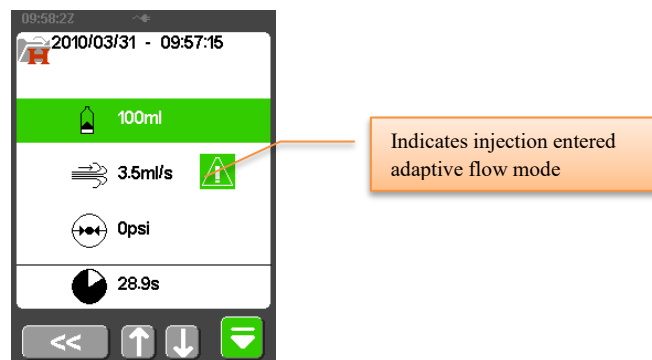 09:58:27
2010/03/31 - 09:57:15
H
100ml
3.5ml/s
Indicates injection entered
adaptive flow mode
0psi
28.9s
<<